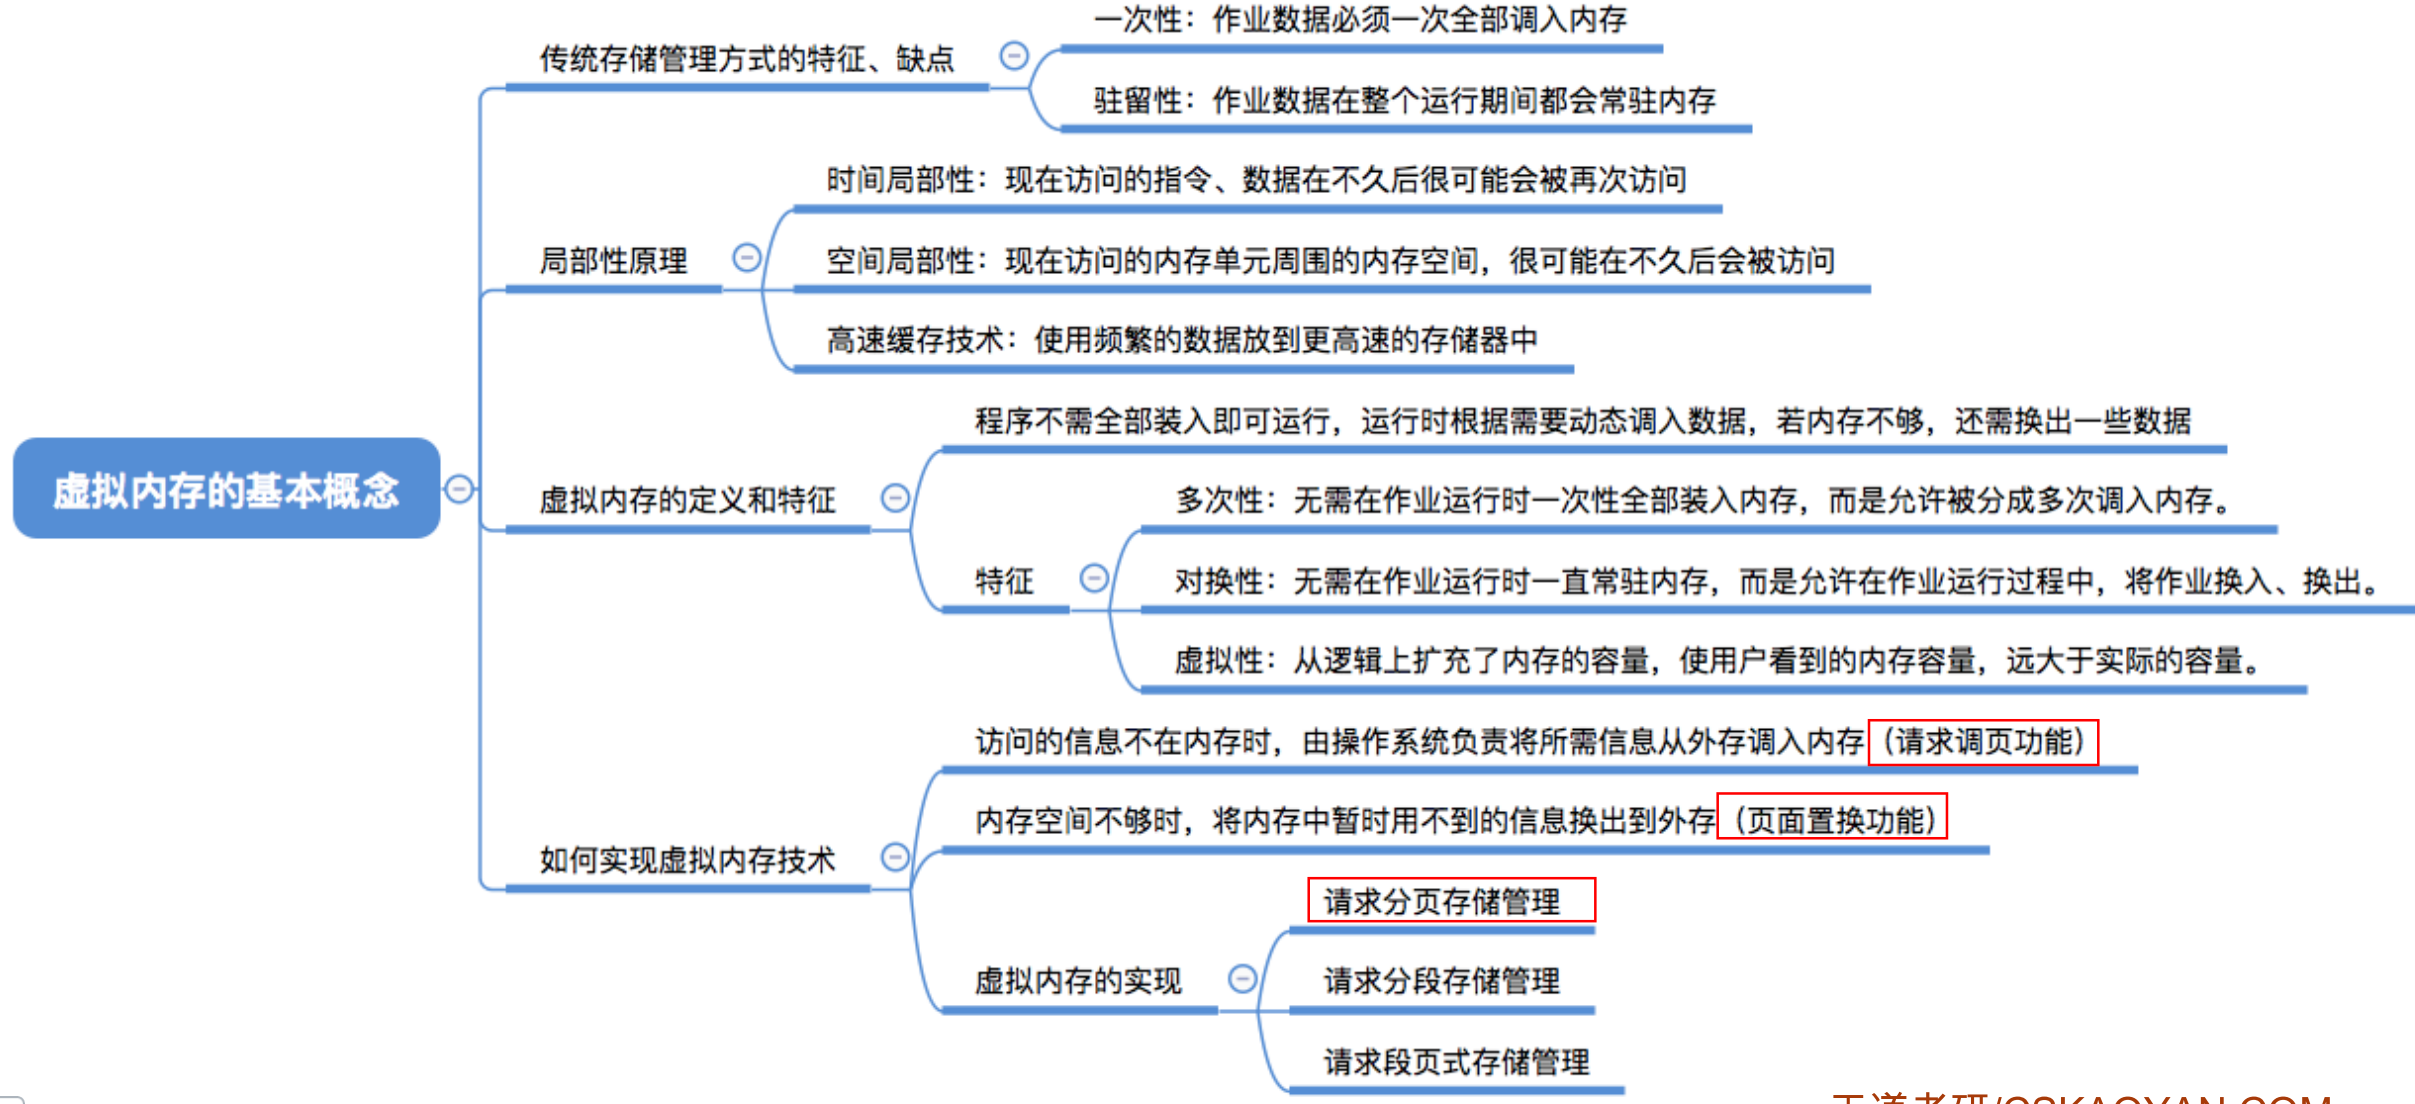 一次性：作业数据必须一次全部调入内存
传统存储管理方式的特征、缺点
驻留性：作业数据在整个运行期间都会常驻内存
时间局部性：现在访问的指令、数据在不久后很可能会被再次访问
局部性原理
空间局部性：现在访问的内存单元周围的内存空间，很可能在不久后会被访问
高速缓存技术：使用频繁的数据放到更高速的存储器中
虚拟内存的基本概念
程序不需全部装入即可运行，运行时根据需要动态调入数据，若内存不够，还需换出一些数据
虚拟内存的定义和特征
多次性：无需在作业运行时一次性全部装入内存，而是允许被分成多次调入内存。
特征
对换性：无需在作业运行时一直常驻内存，而是允许在作业运行过程中，将作业换入、换出。
虚拟性：从逻辑上扩充了内存的容量，使用户看到的内存容量，远大于实际的容量。
访问的信息不在内存时，由操作系统负责将所需信息从外存调入内存（请求调页功能）
内存空间不够时，将内存中暂时用不到的信息换出到外存（页面置换功能）
如何实现虚拟内存技术
请求分页存储管理
虚拟内存的实现
请求分段存储管理
请求段页式存储管理
王道考研/CSKAOYAN.COM